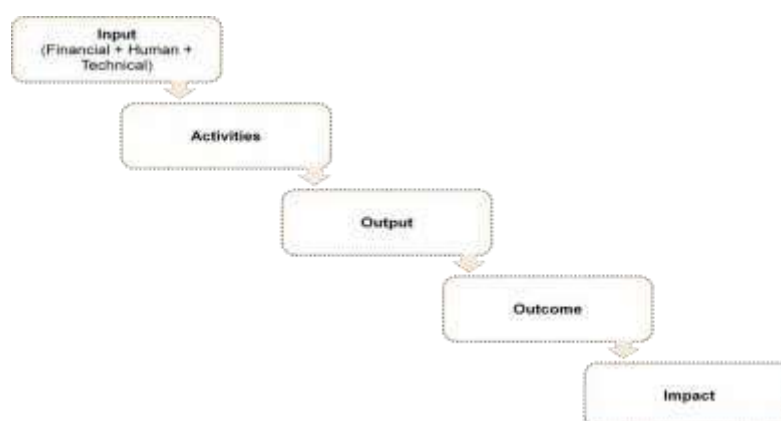 Input
(Financial + Human +
Technical)
Activities
Output
Outcome
Impact